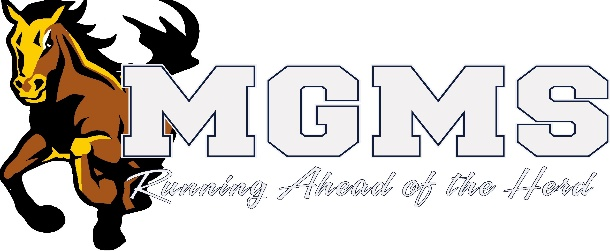 MGMS
Running Ahead of the Herd